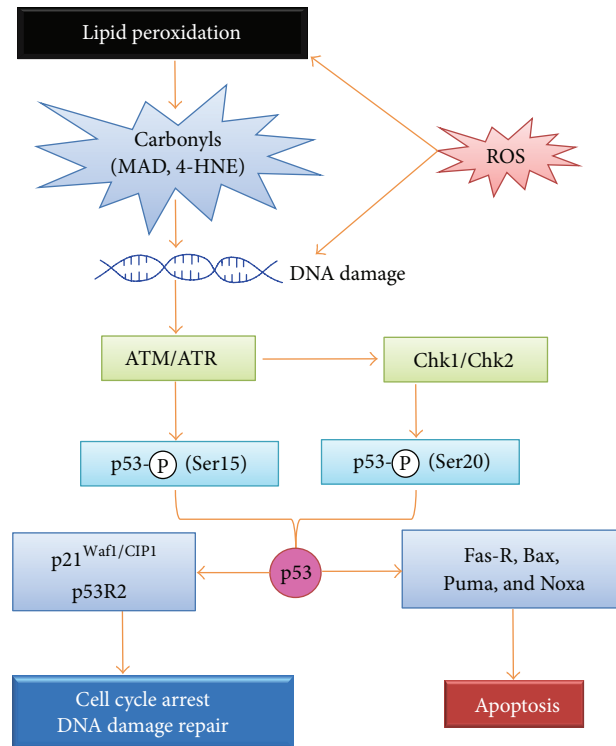 Lipid peroxidation
Carbonyls
(MAD, 4-HNE)
ROS
DNA damage
ATM/ATR
Chk1/Chk2
p53-P (Ser15)
p53-P (Ser20)
p21Waf1/CIP1
p53R2
p53
Fas-R, Bax,
Puma, and Noxa
Cell cycle arrest
DNA damage repair
Apoptosis